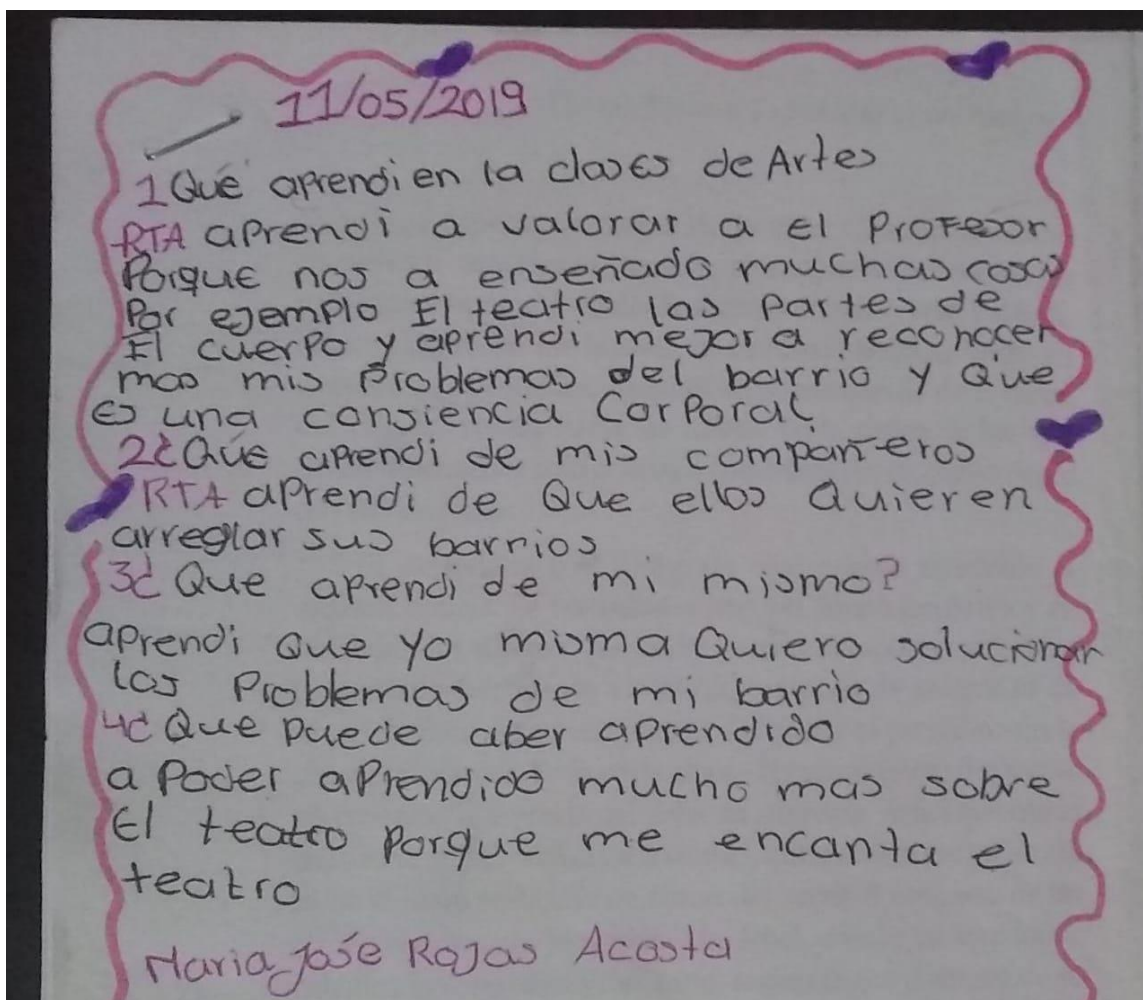 11/05/2019
1 Qué aprendi en la clases de Artes
RTA aprendi a valorar a el Profesor
Porque nos a enseñado muchas cosas
Por ejemplo El teatro las partes de
El cuerpo y aprendi mejor a reconocer
mas mis problemas del barrio y Que
es una consiencia Corporal.
2¿ Qué aprendi de mis compañeros
RTA aprendi de Que ellos Quieren
arreglar sus barrios
3¿ Que aprendi de mi mismo?
aprendi Que yo misma Quiero solucionar
los Problemas de mi barrio
4¿ Que puede aber aprendido
a Poder aprendido mucho mas sobre
El teatro Porque me encanta el
teatro
Maria José Rojas Acosta